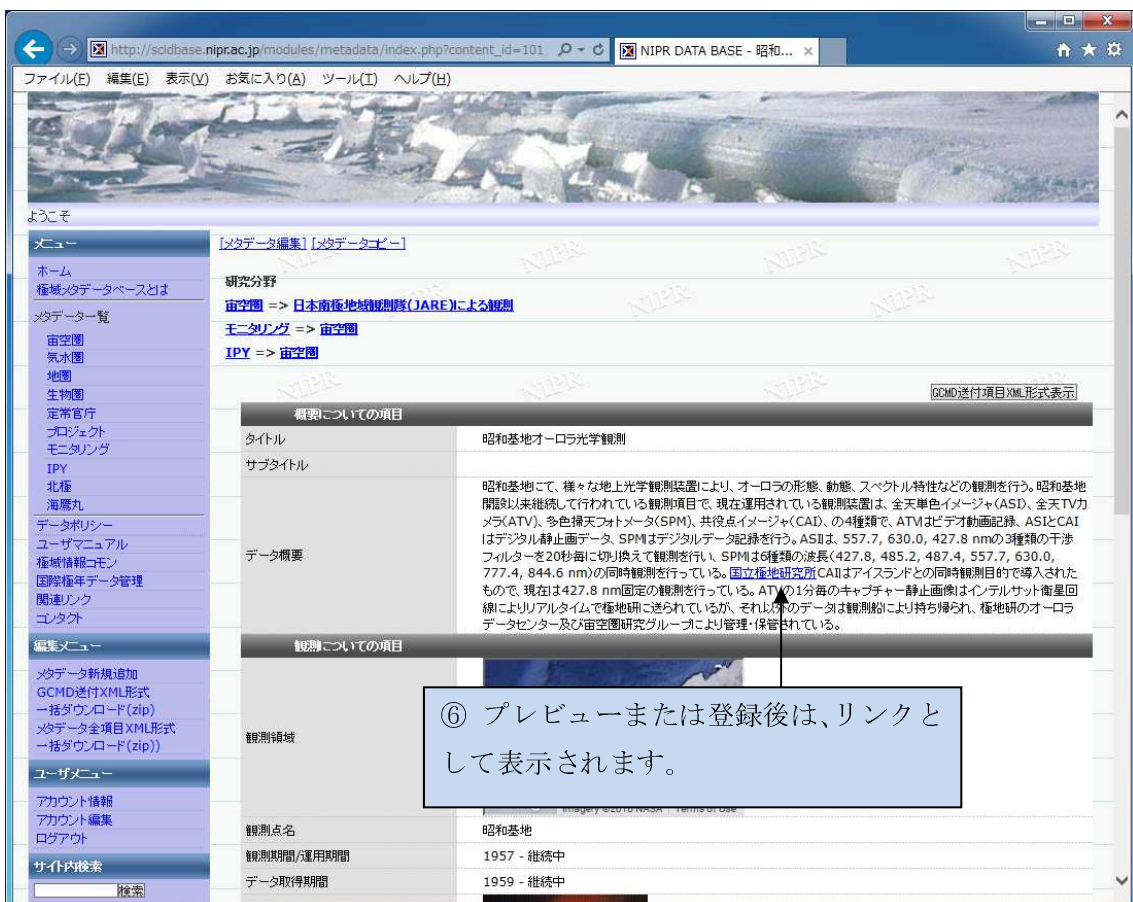 http://scidbase.nipr.ac.jp/modules/metadata/index.php?content_id=101
NIPR DATA BASE - 昭和...
ファイル(F) 編集(E) 表示(V) お気に入り(A) ツール(T) ヘルプ(H)
ようこそ
メニュー
ホーム
極域メタデータベースとは
メタデータ一覧
宙空圏
気水圏
地圏
生物圏
定常官庁
プロジェクト
モニタリング
IPY
北極
海鷹丸
データポリシー
ユーザマニュアル
極域情報コモン
国際極年データ管理
関連リンク
コンタクト
編集メニュー
メタデータ新規追加
GCMD送付XML形式
一括ダウンロード(zip)
メタデータ全項目XML形式
一括ダウンロード(zip))
ユーザメニュー
アカウント情報
アカウント編集
ログアウト
サイト内検索
検索
[メタデータ編集] [メタデータコピー]
研究分野
宙空圏 => 日本南極地域観測隊(JARE)による観測
モニタリング => 宙空圏
IPY => 宙空圏
NIPR NIPR NIPR NIPR
NIPR NIPR
NIPR NIPR NIPR
GCMD送付項目XML形式表示
概要についての項目
タイトル 昭和基地オーロラ光学観測
サブタイトル
データ概要
昭和基地にて、様々な地上光学観測装置により、オーロラの形態、動態、スペクトル特性などの観測を行う。昭和基地
開設以来継続して行われている観測項目で、現在運用されている観測装置は、全天単色イメージャ(ASI)、全天TVカ
メラ(ATV)、多色掃天フォトメータ(SPM)、共役点イメージャ(CAI)、の4種類で、ATVはビデオ動画記録、ASIとCAI
はデジタル静止画データ、SPMはデジタルデータ記録を行う。ASIは、557.7, 630.0, 427.8 nmの3種類の干渉
フィルターを20秒毎に切り換えて観測を行い、SPMは6種類の波長(427.8, 485.2, 487.4, 557.7, 630.0,
777.4, 844.6 nm)の同時観測を行っている。国立極地研究所CAIはアイスランドとの同時観測目的で導入された
もので、現在は427.8 nm固定の観測を行っている。ATVの1分毎のキャプチャー静止画像はインテルサット衛星回
線によりリアルタイムで極地研に送られているが、それ以外のデータは観測船により持ち帰られ、極地研のオーロラ
データセンター及び宙空圏研究グループにより管理・保管されている。
観測についての項目
観測領域
⑥ プレビューまたは登録後は、リンクと
して表示されます。
Imagery ©2016 NASA Terms of Use
観測点名 昭和基地
観測期間/運用期間 1957 - 継続中
データ取得期間 1959 - 継続中